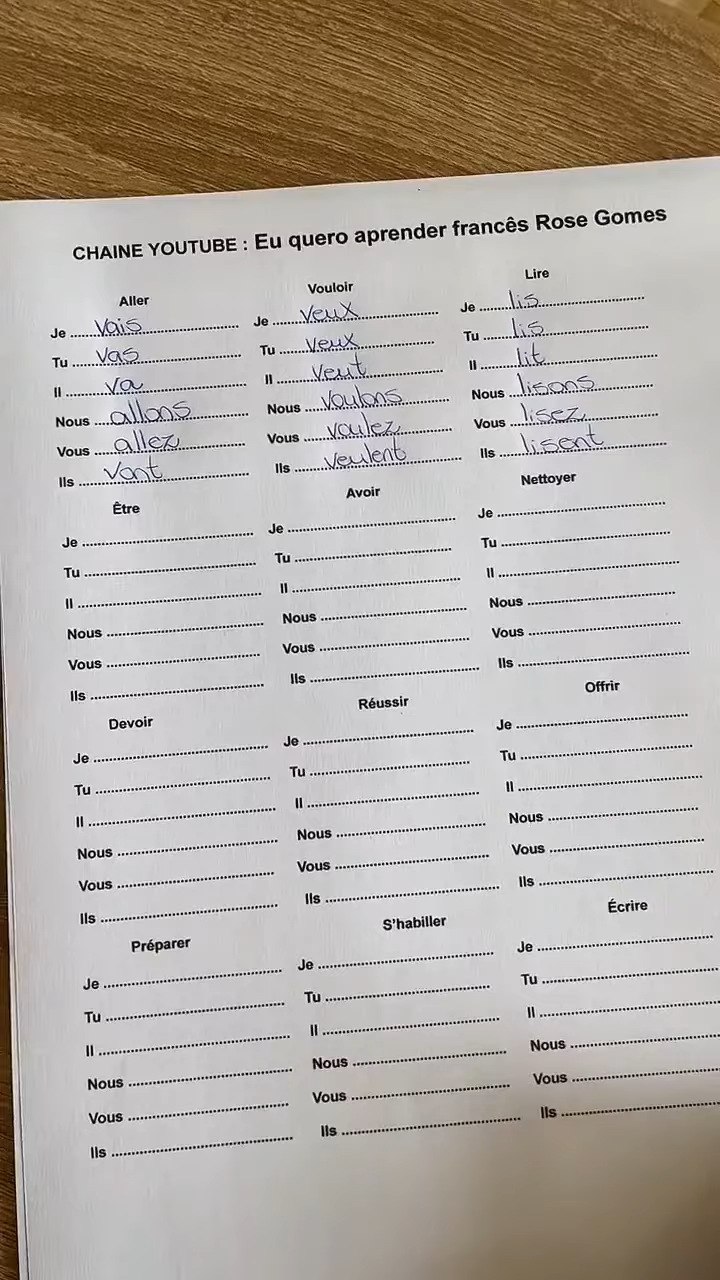 CHAINE YOUTUBE : Eu quero aprender francês Rose Gomes
Aller
Je vais
Tu vas
Il va
Nous allons
Vous allez
Ils vont
Vouloir
Je veux
Tu veux
Il veut
Nous voulons
Vous voulez
Ils veulent
Lire
Je lis
Tu lis
Il lit
Nous lisons
Vous lisez
Ils lisent
Être
Je
Tu
Il
Nous
Vous
Ils
Avoir
Je
Tu
Il
Nous
Vous
Ils
Nettoyer
Je
Tu
Il
Nous
Vous
Ils
Devoir
Je
Tu
Il
Nous
Vous
Ils
Réussir
Je
Tu
Il
Nous
Vous
Ils
Offrir
Je
Tu
Il
Nous
Vous
Ils
Préparer
Je
Tu
Il
Nous
Vous
Ils
S'habiller
Je
Tu
Il
Nous
Vous
Ils
Écrire
Je
Tu
Il
Nous
Vous
Ils